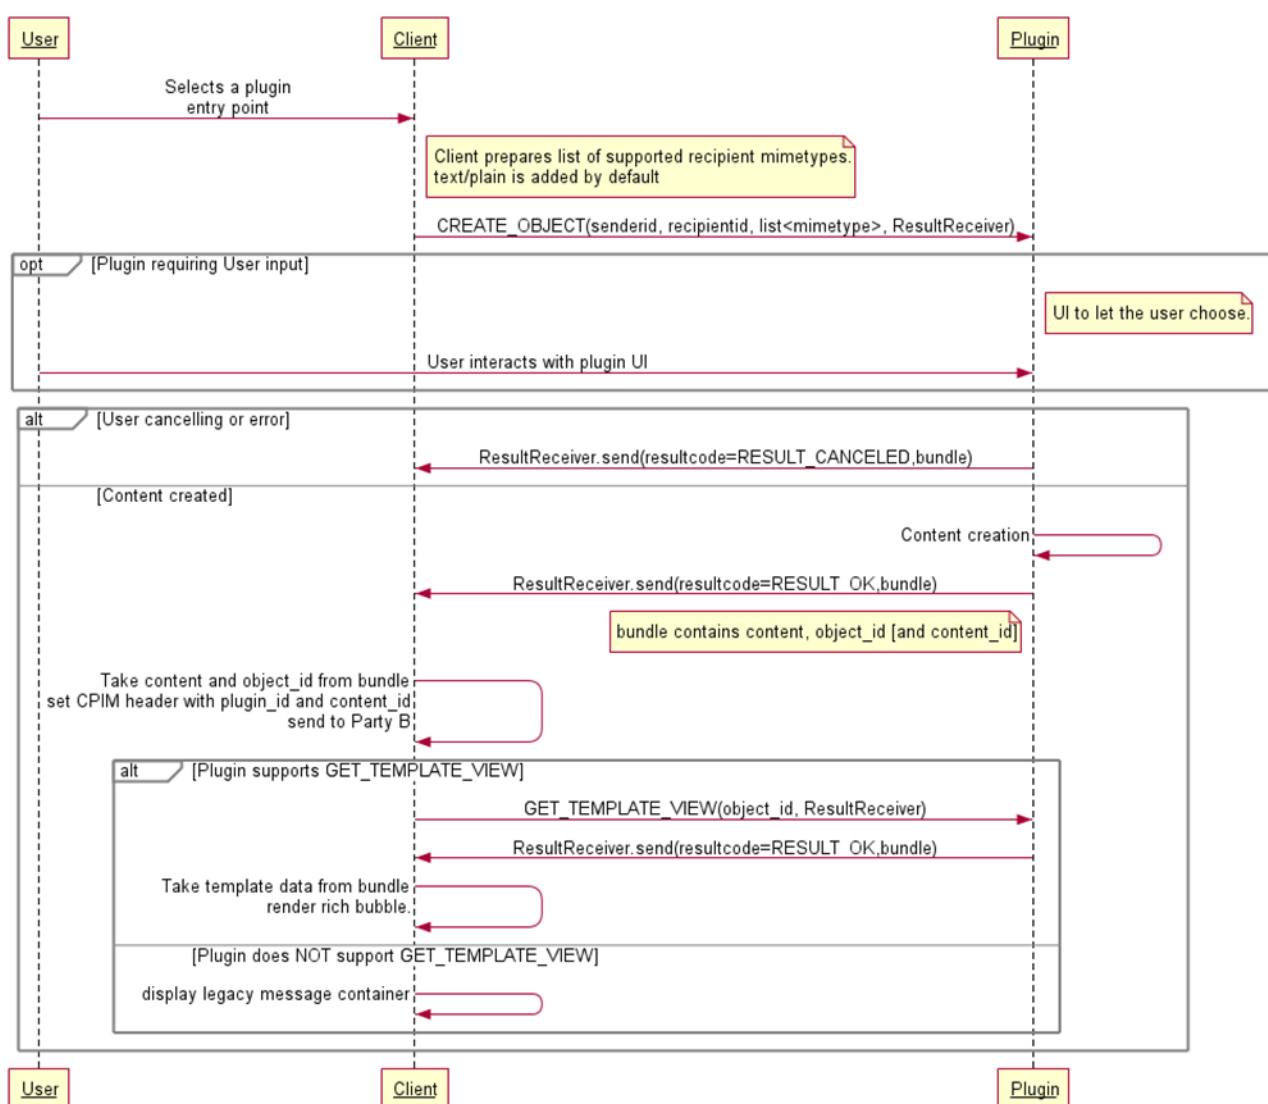 User
Client
Plugin
Selects a plugin
entry point
Client prepares list of supported recipient mimetypes.
text/plain is added by default
CREATE_OBJECT(senderid, recipientid, list<mimetype>, ResultReceiver)
opt
[Plugin requiring User input]
UI to let the user choose.
User interacts with plugin UI
alt
[User cancelling or error]
ResultReceiver.send(resultcode=RESULT_CANCELED,bundle)
[Content created]
Content creation
ResultReceiver.send(resultcode=RESULT_OK,bundle)
bundle contains content, object_id [and content_id]
Take content and object_id from bundle
set CPIM header with plugin_id and content_id
send to Party B
alt
[Plugin supports GET_TEMPLATE_VIEW]
GET_TEMPLATE_VIEW(object_id, ResultReceiver)
ResultReceiver.send(resultcode=RESULT_OK,bundle)
Take template data from bundle
render rich bubble.
[Plugin does NOT support GET_TEMPLATE_VIEW]
display legacy message container
User
Client
Plugin